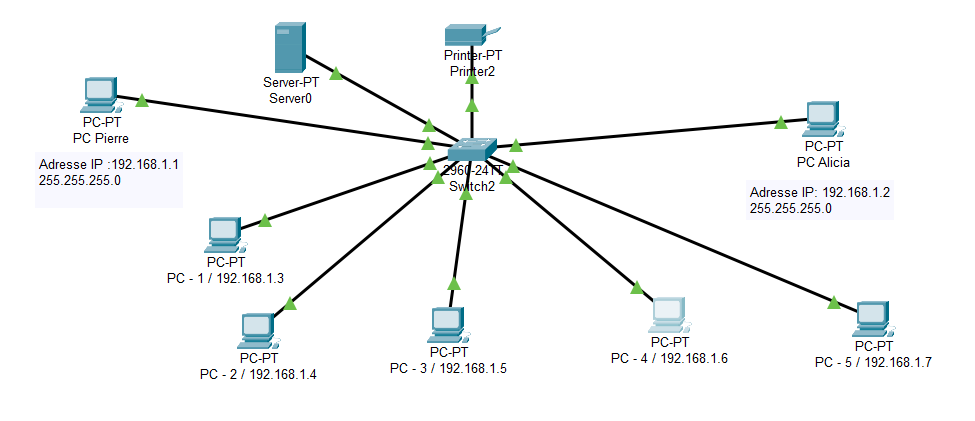 Server-PT
Server0
Printer-PT
Printer2
PC-PT
PC Pierre
Adresse IP :192.168.1.1
255.255.255.0
2960-24TT
Switch2
PC-PT
PC Alicia
Adresse IP: 192.168.1.2
255.255.255.0
PC-PT
PC - 1 / 192.168.1.3
PC-PT
PC - 2 / 192.168.1.4
PC-PT
PC - 3 / 192.168.1.5
PC-PT
PC - 4 / 192.168.1.6
PC-PT
PC - 5 / 192.168.1.7